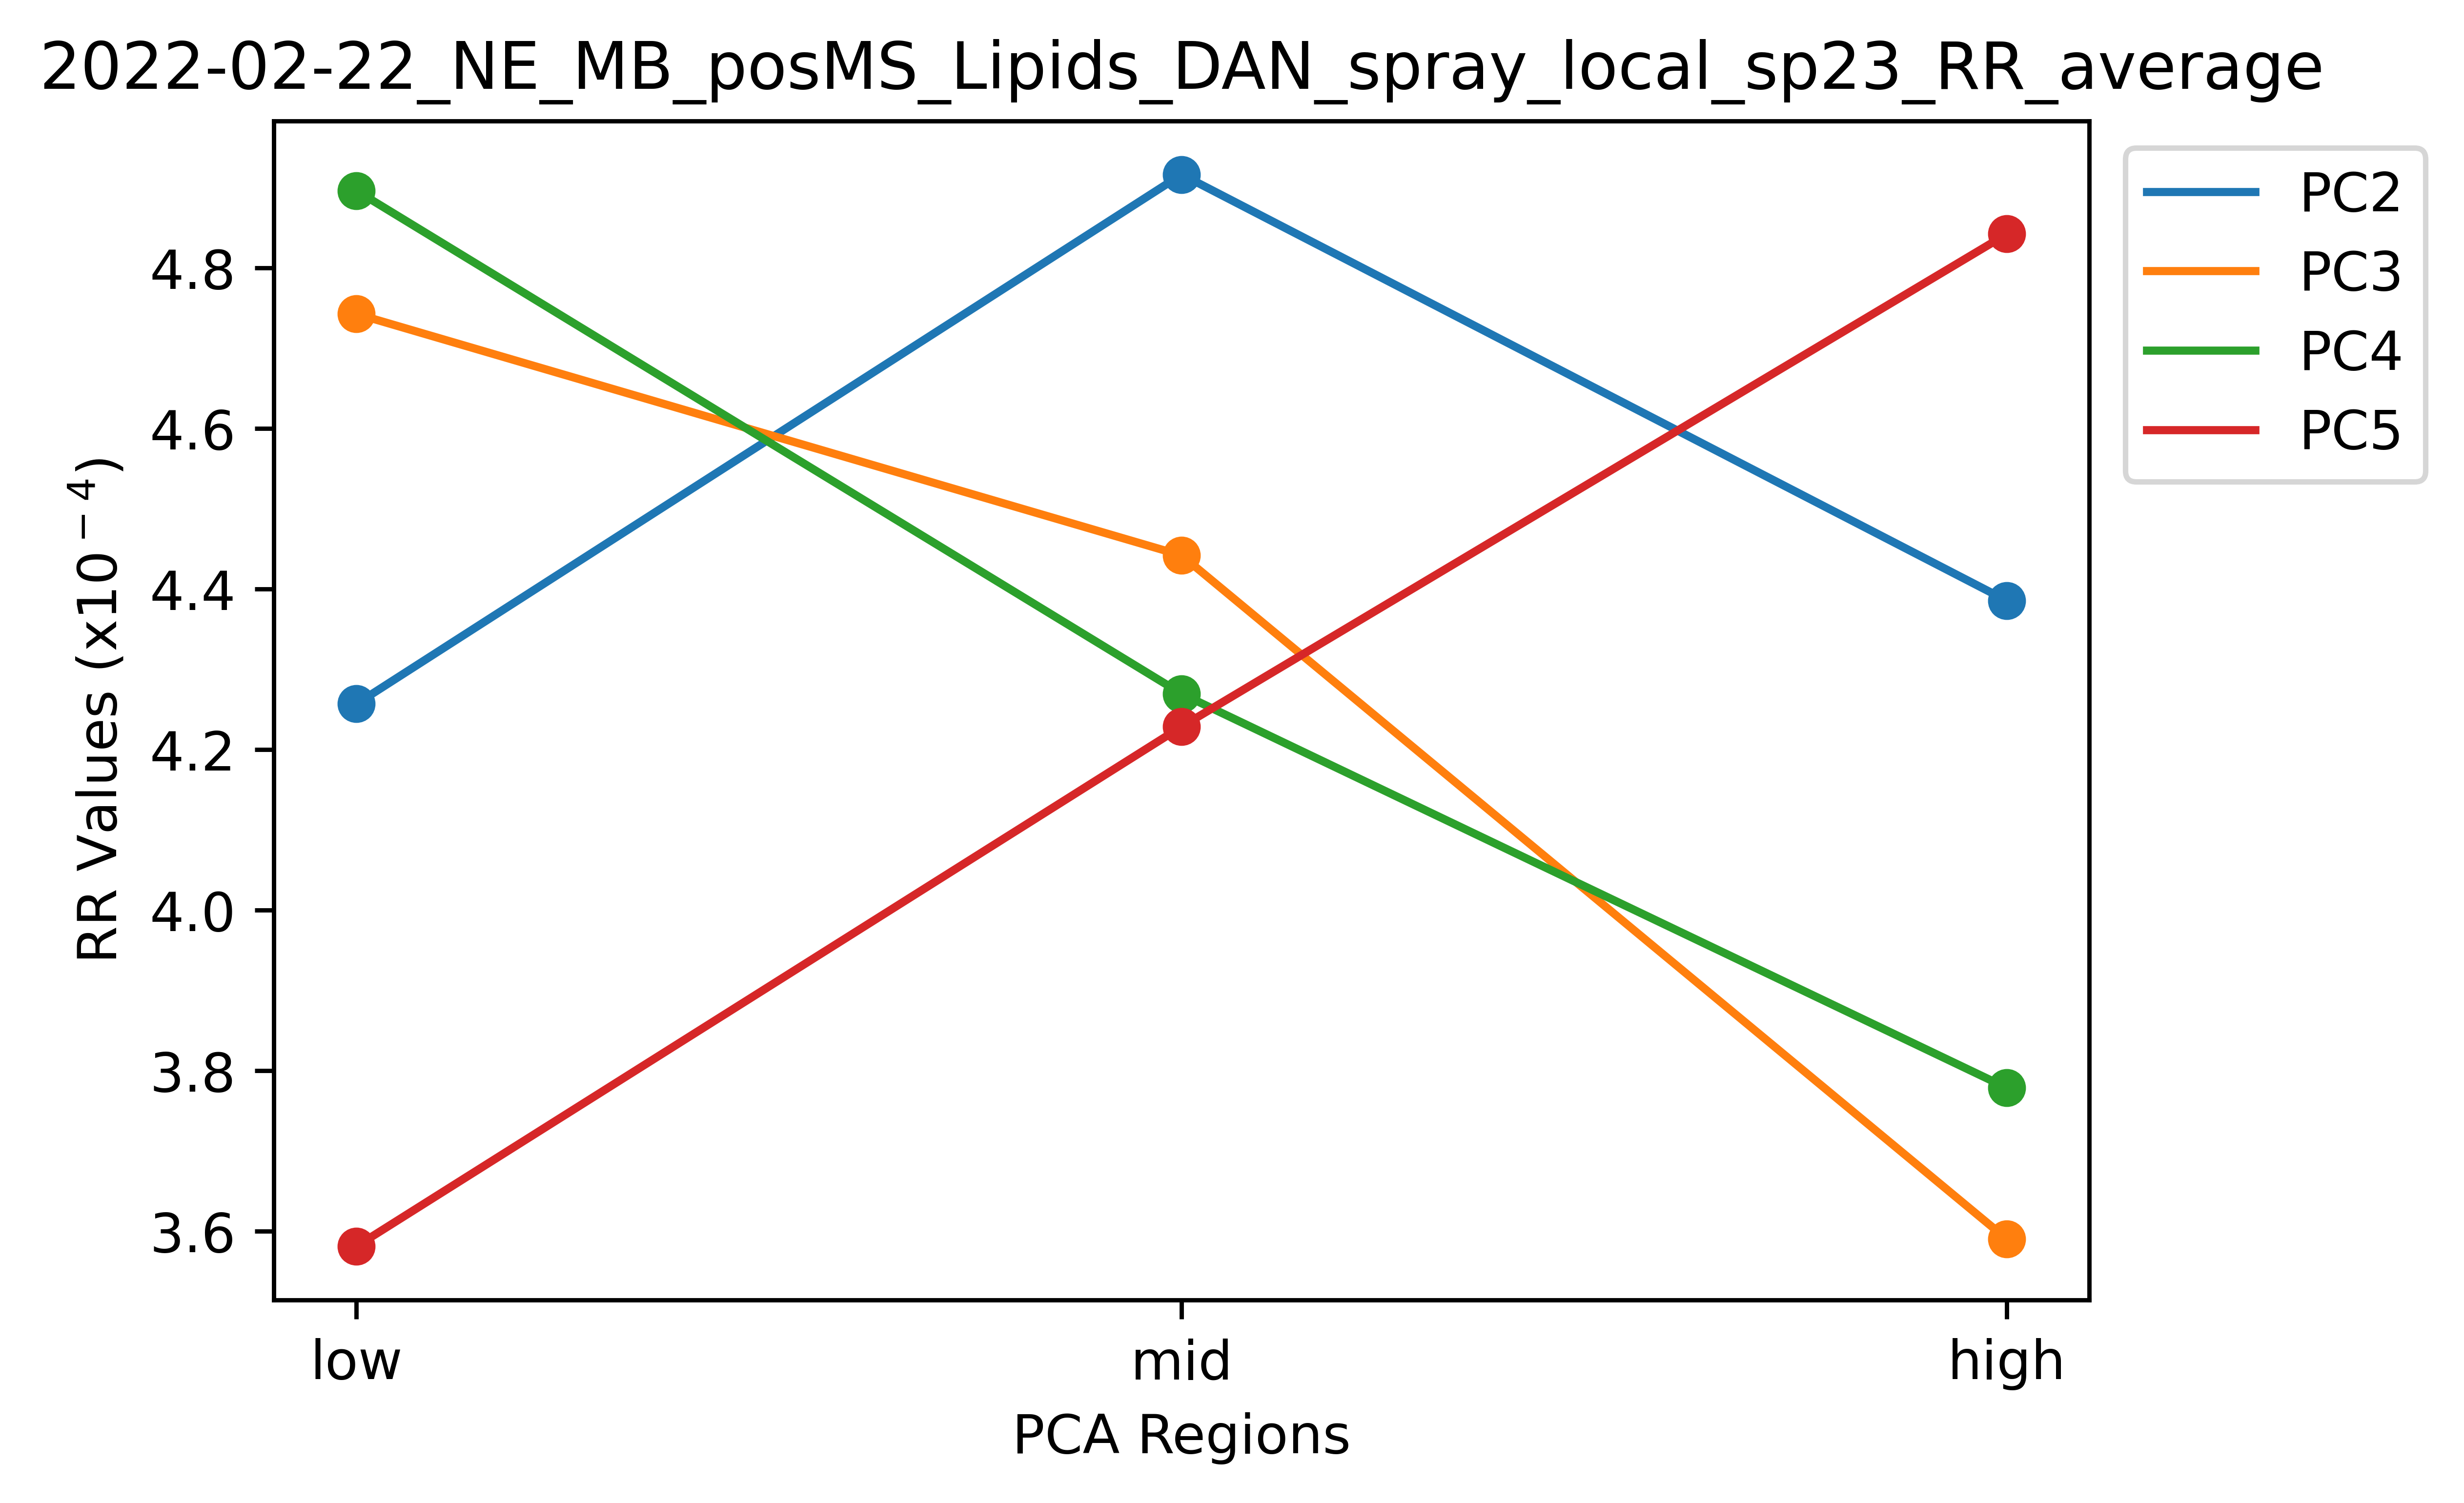 2022-02-22_NE_MB_posMS_Lipids_DAN_spray_local_sp23_RR_average
PC2
PC3
PC4
PC5
RR Values (x10⁻⁴)
4.8
4.6
4.4
4.2
4.0
3.8
3.6
low mid high
PCA Regions